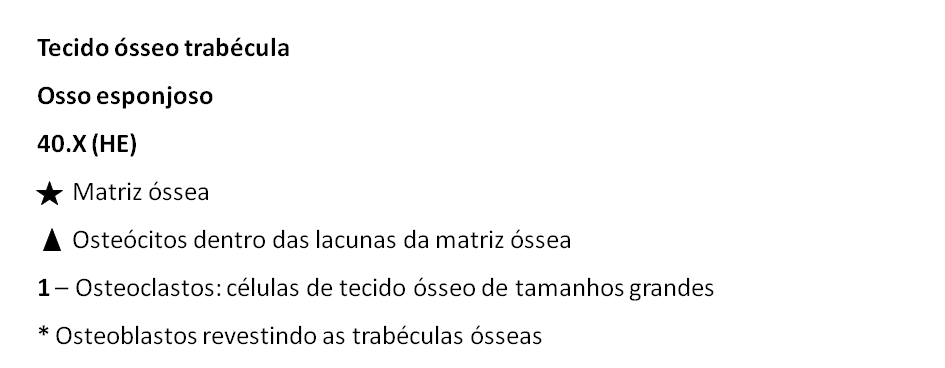 Tecido ósseo trabécula
Osso esponjoso
40.X (HE)
★ Matriz óssea
▲ Osteócitos dentro das lacunas da matriz óssea
1 – Osteoclastos: células de tecido ósseo de tamanhos grandes
* Osteoblastos revestindo as trabéculas ósseas